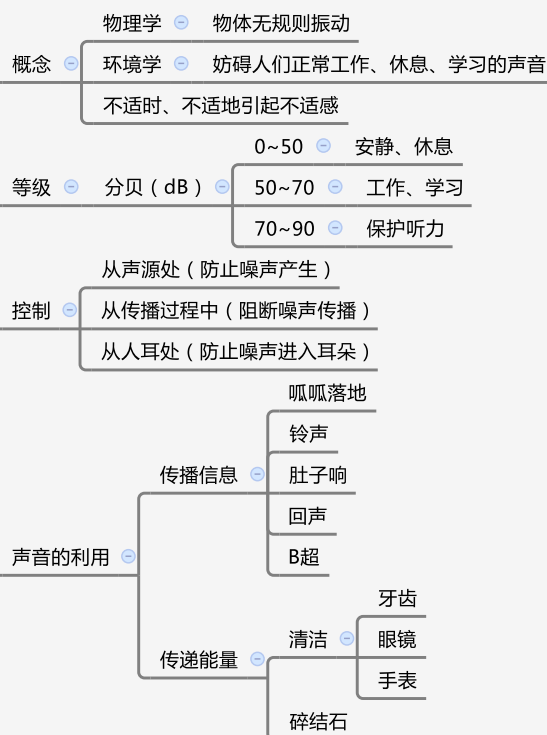 物理学 物体无规则振动
概念 环境学 妨碍人们正常工作、休息、学习的声音
不适时、不适地引起不适感
0~50 安静、休息
等级 分贝（dB） 50~70 工作、学习
70~90 保护听力
从声源处（防止噪声产生）
控制 从传播过程中（阻断噪声传播）
从人耳处（防止噪声进入耳朵）
呱呱落地
铃声
传播信息 肚子响
回声
声音的利用 B超
牙齿
清洁 眼镜
传递能量 手表
碎结石